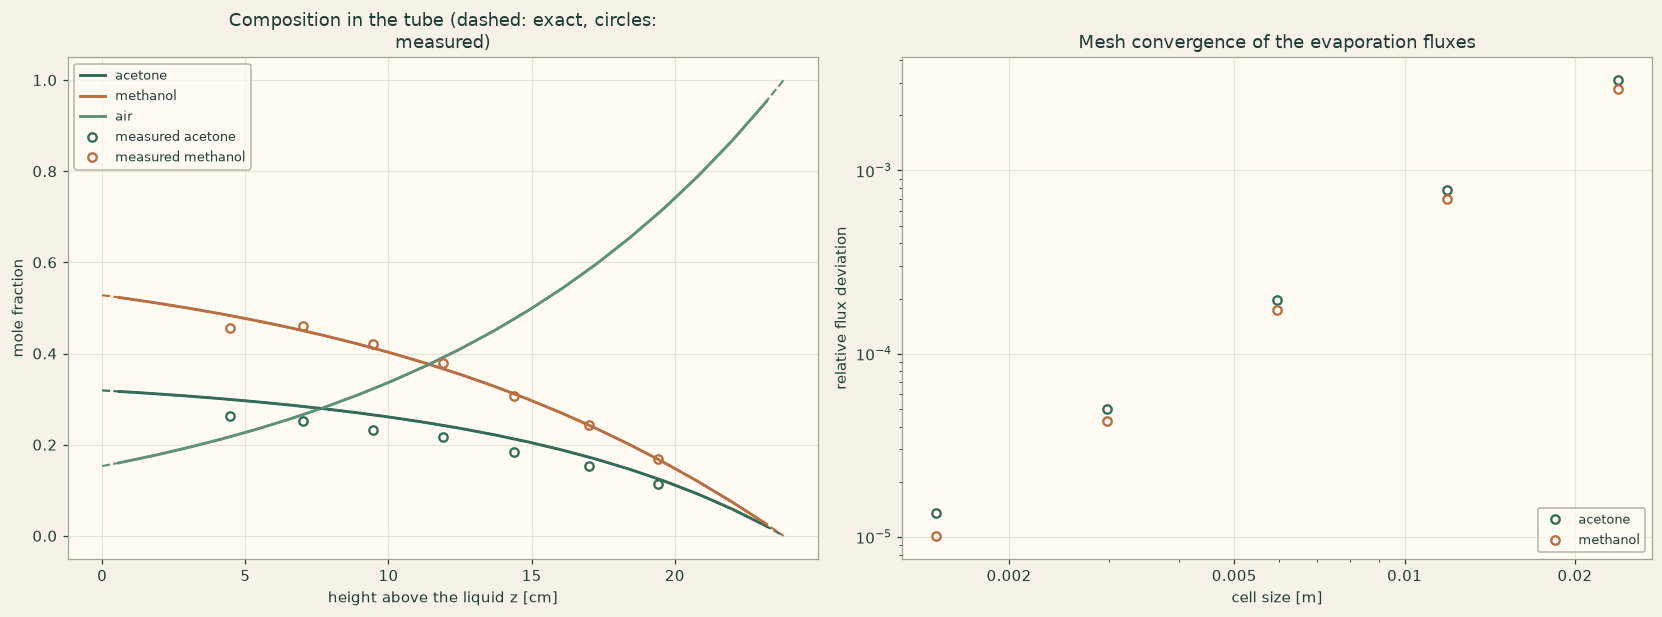 Composition in the tube (dashed: exact, circles:
measured)
acetone
methanol
air
measured acetone
measured methanol
1.0
0.8
0.6
0.4
0.2
0.0
mole fraction
0
5
10
15
20
height above the liquid z [cm]
Mesh convergence of the evaporation fluxes
10⁻³
10⁻⁴
10⁻⁵
relative flux deviation
acetone
methanol
0.002
0.005
0.01
0.02
cell size [m]